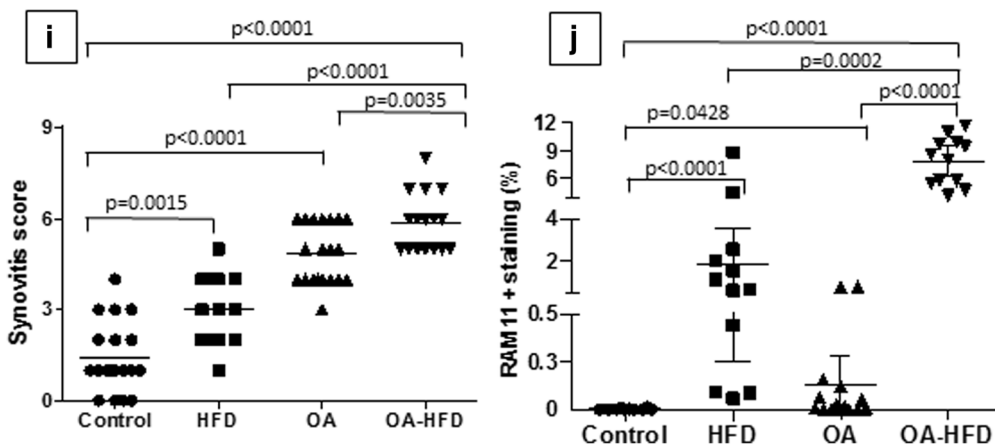 i
p<0.0001
p<0.0001
p=0.0035
p<0.0001
p=0.0015
Synovitis score
9
6
3
0
Control HFD OA OA-HFD
j
p<0.0001
p=0.0002
p<0.0001
p=0.0428
p<0.0001
RAM11 + staining (%)
12
9
6
4
2
0.5
0.3
0
Control HFD OA OA-HFD